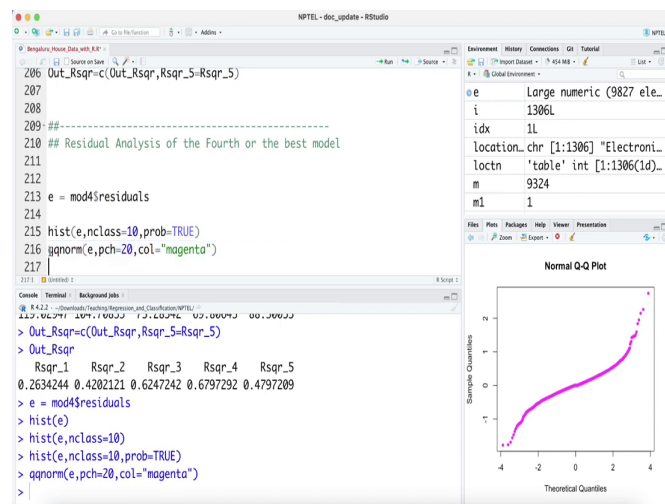 NPTEL - doc_update - RStudio
Go to file/function
Addins
NPTEL
Bengaluru_House_Data_with_R.R*
Source on Save
Run
Source
206 Out_Rsqr=c(Out_Rsqr,Rsqr_5=Rsqr_5)
207
208
209 ##---------------------------------------------
210 ## Residual Analysis of the Fourth or the best model
211
212
213 e = mod4$residuals
214
215 hist(e,nclass=10,prob=TRUE)
216 qqnorm(e,pch=20,col="magenta")
217
217:1 (Untitled) R Script
Console Terminal Background Jobs
R 4.2.2 · ~/Downloads/Teaching/Regression_and_Classification/NPTEL/
> Out_Rsqr=c(Out_Rsqr,Rsqr_5=Rsqr_5)
> Out_Rsqr
Rsqr_1 Rsqr_2 Rsqr_3 Rsqr_4 Rsqr_5
0.2634244 0.4202121 0.6247242 0.6797292 0.4797209
> e = mod4$residuals
> hist(e)
> hist(e,nclass=10)
> hist(e,nclass=10,prob=TRUE)
> qqnorm(e,pch=20,col="magenta")
>
Environment History Connections Git Tutorial
Import Dataset 454 MiB List
R Global Environment
e Large numeric (9827 ele…
i 1306L
idx 1L
location… chr [1:1306] "Electroni…
loctn 'table' int [1:1306(1d)…
m 9324
m1 1
Files Plots Packages Help Viewer Presentation
Zoom Export
Normal Q-Q Plot
Sample Quantiles
2
1
0
-1
-4 -2 0 2 4
Theoretical Quantiles